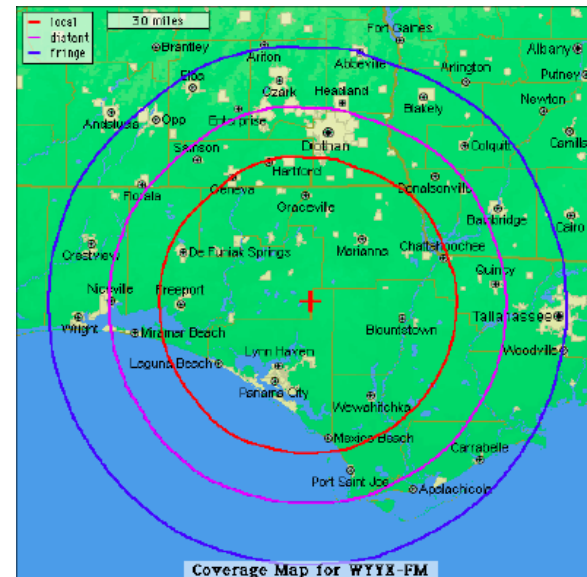 local
distant
fringe
30 miles
Fort Gaines
Brantley
Ariton
Abbeville
Albany
Elba
Ozark
Headland
Arlington
Putney
Andalusia
Opp
Enterprise
Blakely
Newton
Dothan
Samson
Colquitt
Camilla
Hartford
Florala
Geneva
Donalsonville
Graceville
Bainbridge
Cairo
Crestview
De Funiak Springs
Marianna
Chattahoochee
Niceville
Freeport
Quincy
Wright
Miramar Beach
Blountstown
Tallahassee
Laguna Beach
Lynn Haven
Woodville
Panama City
Wewahitchka
Mexico Beach
Carrabelle
Port Saint Joe
Apalachicola
Coverage Map for WYYX-FM